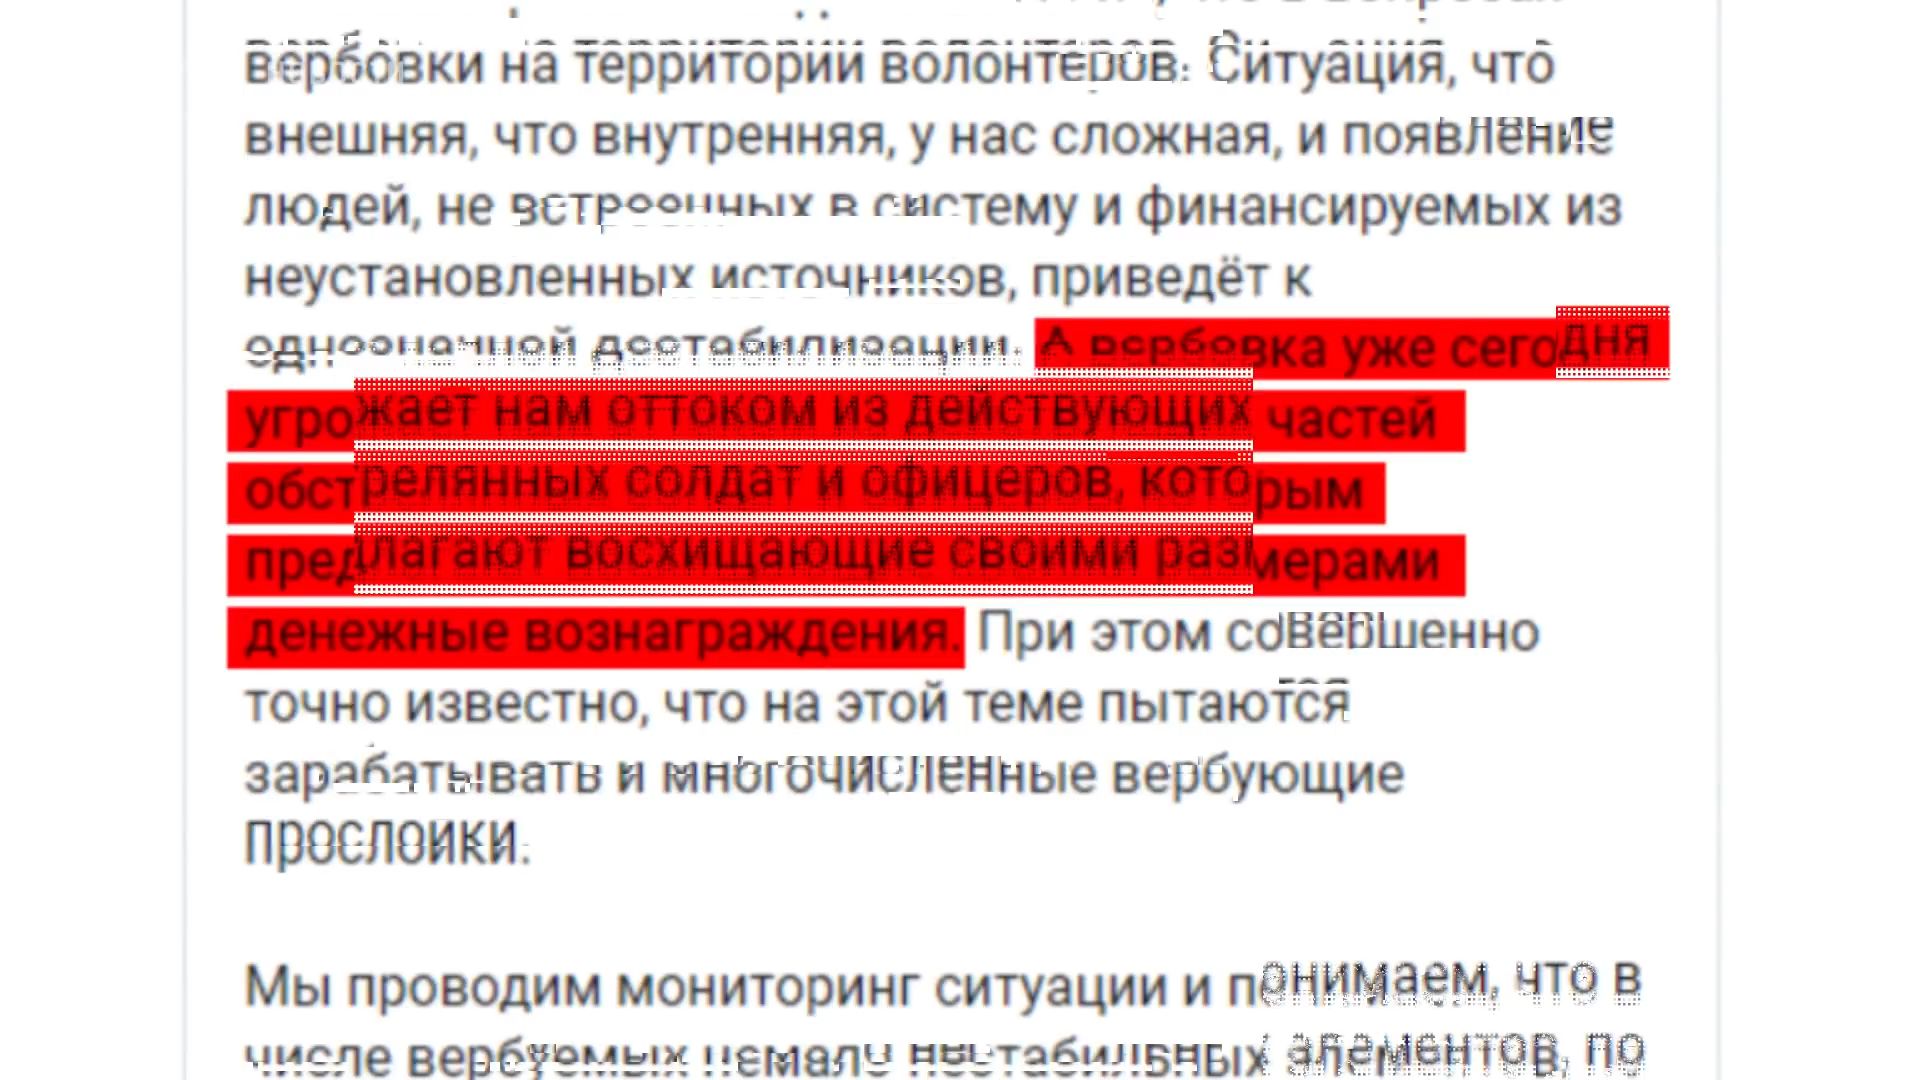 вербовки на территории волонтеров. Ситуация, что
внешняя, что внутренняя, у нас сложная, и появление
людей, не встроенных в систему и финансируемых из
неустановленных источников, приведёт к
однозначной дестабилизации. А вербовка уже сегодня
угрожает нам оттоком из действующих частей
обстрелянных солдат и офицеров, которым
предлагают восхищающие своими размерами
денежные вознаграждения. При этом совершенно
точно известно, что на этой теме пытаются
зарабатывать и многочисленные вербующие
прослойки.
Мы проводим мониторинг ситуации и понимаем, что в
числе вербуемых немало нестабильных элементов, по